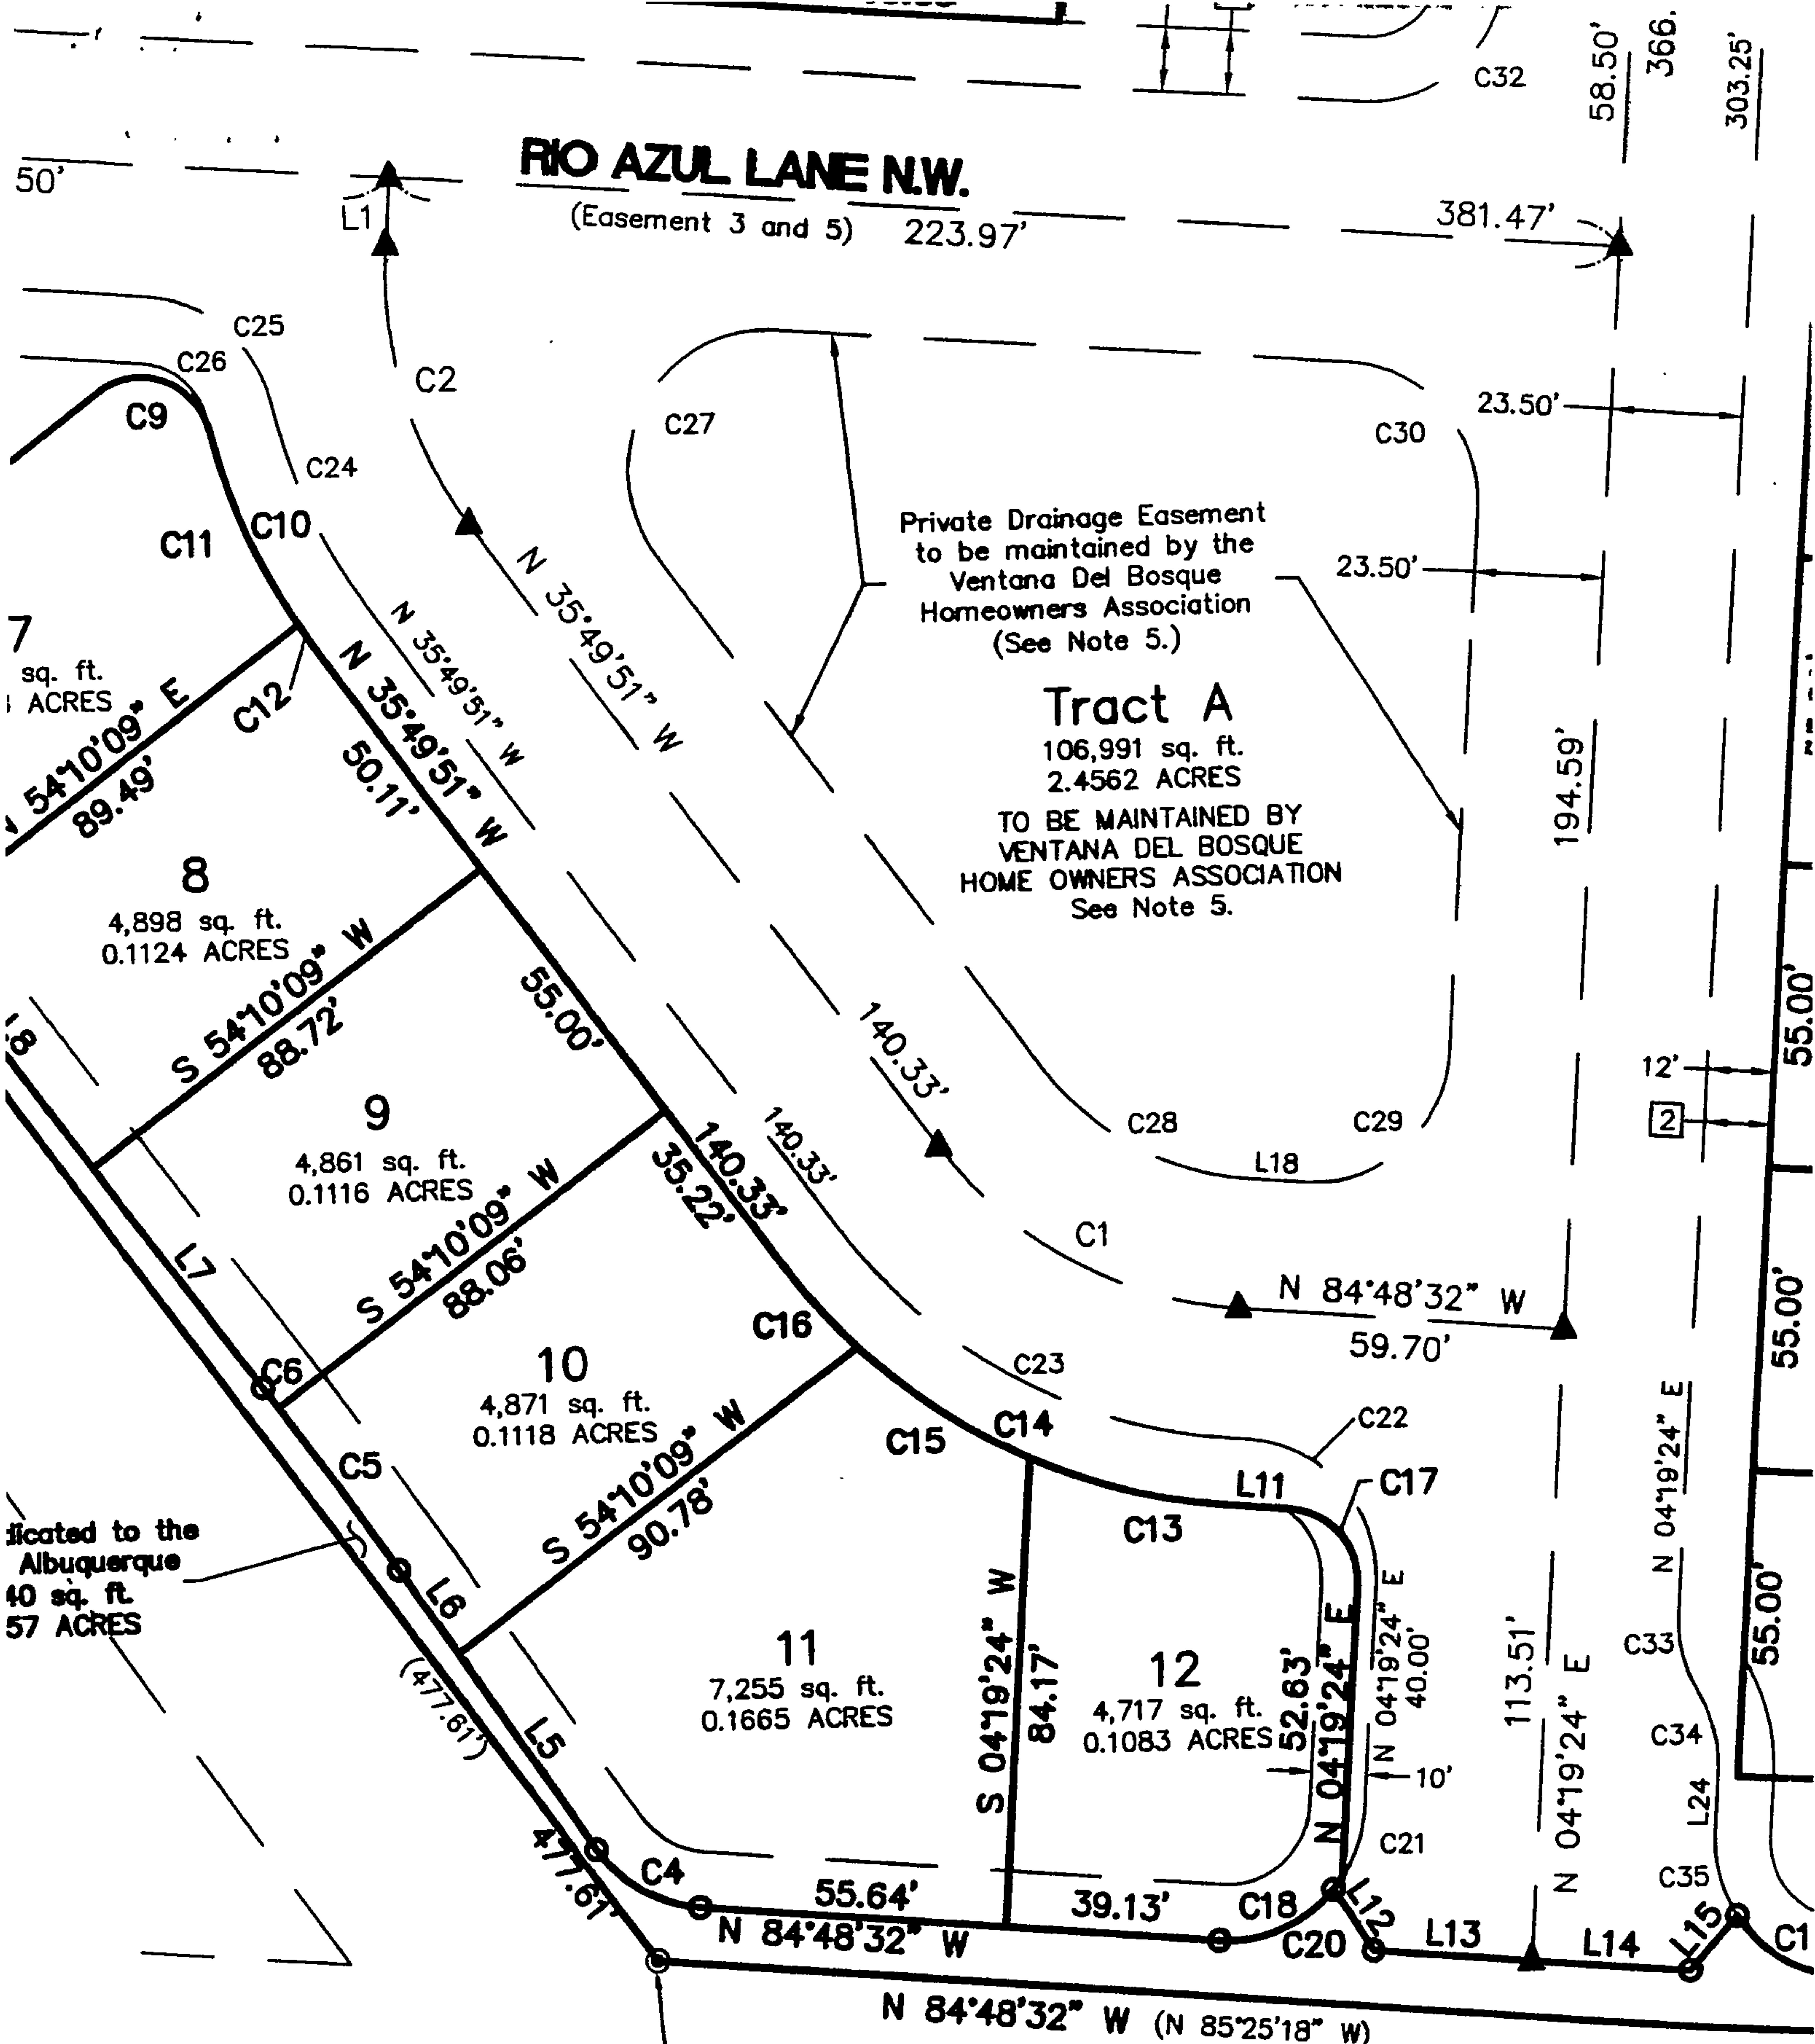 C32
58.50'
366.
303.25'
50'
L1
RIO AZUL LANE N.W.
(Easement 3 and 5)
223.97'
381.47'
C25
C26
C9
C2
C27
C30
23.50'
C24
C10
C11
N 35°49'51" W
N 35°49'51" W
N 35°49'51" W
Private Drainage Easement
to be maintained by the
Ventana Del Bosque
Homeowners Association
(See Note 5.)
23.50'
7
sq. ft.
ACRES
54°10'09" E
89.49'
C12
50.11'
Tract A
106,991 sq. ft.
2.4562 ACRES
TO BE MAINTAINED BY
VENTANA DEL BOSQUE
HOME OWNERS ASSOCIATION
See Note 5.
194.59'
8
4,898 sq. ft.
0.1124 ACRES
S 54°10'09" W
88.72'
55.00'
140.33'
55.00'
12'
2
9
4,861 sq. ft.
0.1116 ACRES
140.33'
140.33'
35.22'
C28
C29
L18
L7
S 54°10'09" W
88.06'
C1
N 84°48'32" W
59.70'
55.00'
C6
C16
10
4,871 sq. ft.
0.1118 ACRES
C23
C22
N 04°19'24" E
C5
S 54°10'09" W
90.78'
C15
C14
L11
C17
C13
dicated to the
Albuquerque
40 sq. ft.
57 ACRES
L6
(477.61')
11
7,255 sq. ft.
0.1665 ACRES
S 04°19'24" W
84.17'
12
4,717 sq. ft.
0.1083 ACRES
52.63'
N 04°19'24" E
N 04°19'24" E
40.00'
10'
113.51'
N 04°19'24" E
C33
55.00'
C34
L24
L5
C21
C35
477.61'
C4
55.64'
39.13'
N 84°48'32" W
C18
C20
L12
L13
L14
L15
C1
N 84°48'32" W (N 85°25'18" W)